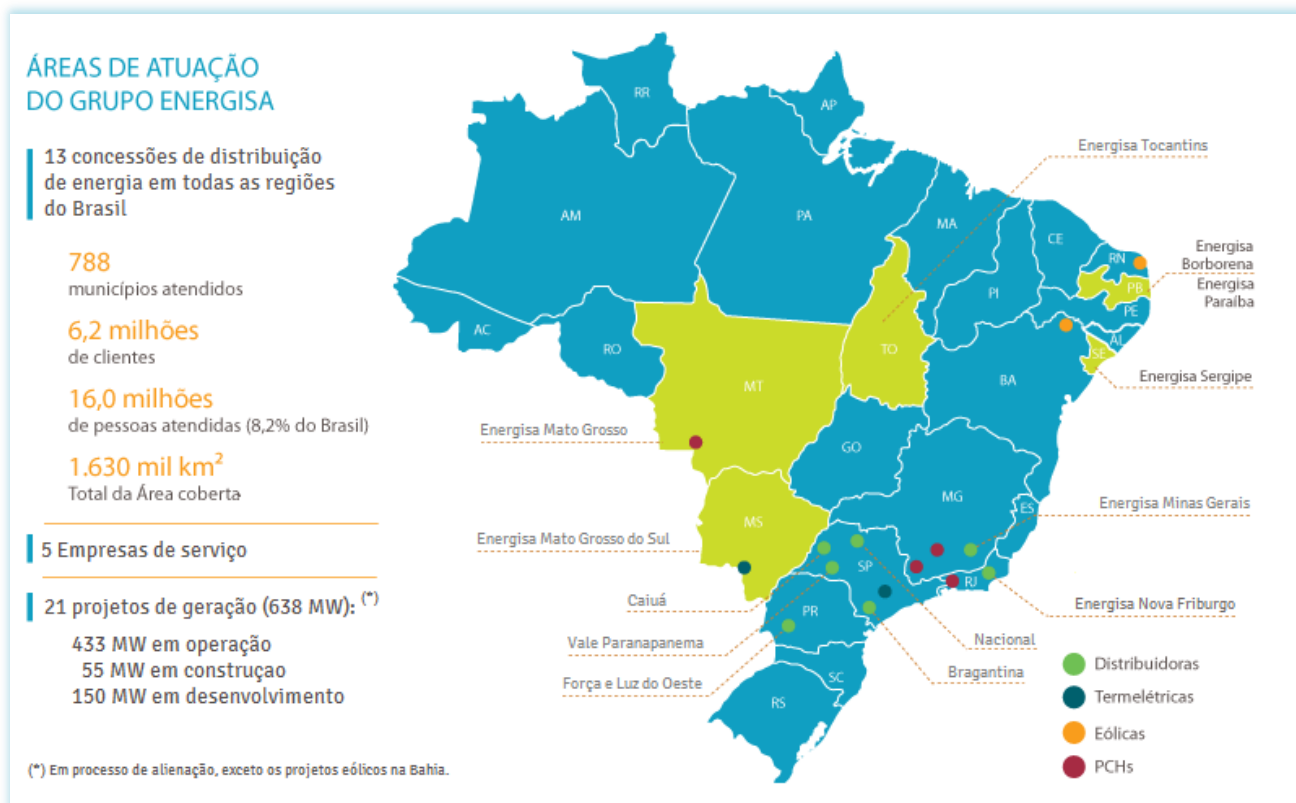 ÁREAS DE ATUAÇÃO
DO GRUPO ENERGISA
13 concessões de distribuição
de energia em todas as regiões
do Brasil
788
municípios atendidos
6,2 milhões
de clientes
16,0 milhões
de pessoas atendidas (8,2% do Brasil)
1.630 mil km²
Total da Área coberta
5 Empresas de serviço
21 projetos de geração (638 MW): (*)
433 MW em operação
55 MW em construçao
150 MW em desenvolvimento
(*) Em processo de alienação, exceto os projetos eólicos na Bahia.
RR
AP
AM
PA
MA
CE
RN
PB
PE
AL
SE
PI
BA
TO
AC
RO
MT
GO
MG
ES
MS
SP
RJ
PR
SC
RS
Energisa Tocantins
Energisa
Borborena
Energisa
Paraíba
Energisa Sergipe
Energisa Mato Grosso
Energisa Minas Gerais
Energisa Mato Grosso do Sul
Caiuá
Energisa Nova Friburgo
Vale Paranapanema
Nacional
Força e Luz do Oeste
Bragantina
Distribuidoras
Termelétricas
Eólicas
PCHs